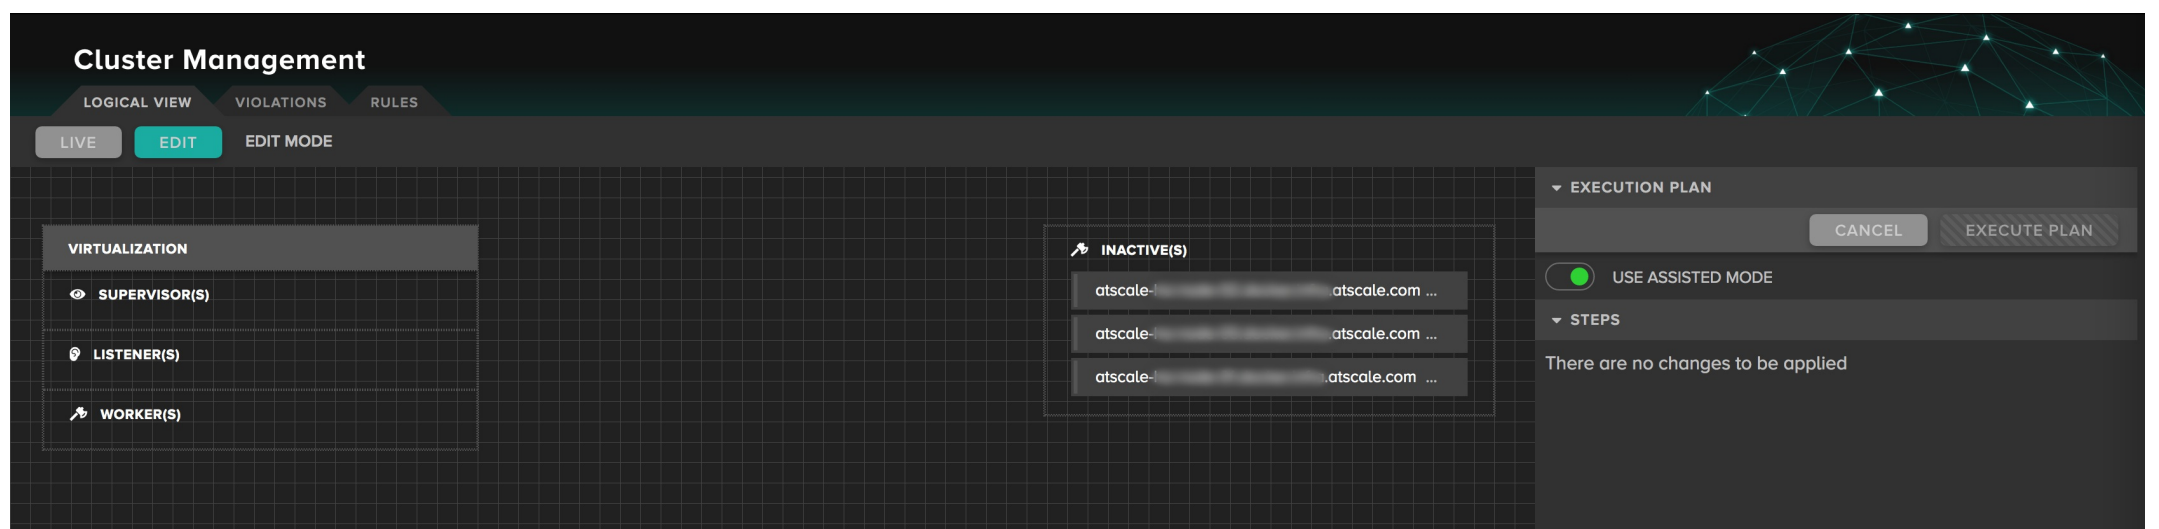 Cluster Management
LOGICAL VIEW VIOLATIONS RULES
LIVE EDIT EDIT MODE
VIRTUALIZATION
SUPERVISOR(S)
LISTENER(S)
WORKER(S)
INACTIVE(S)
atscale- .atscale.com ...
atscale- .atscale.com ...
atscale- .atscale.com ...
EXECUTION PLAN
CANCEL EXECUTE PLAN
USE ASSISTED MODE
STEPS
There are no changes to be applied